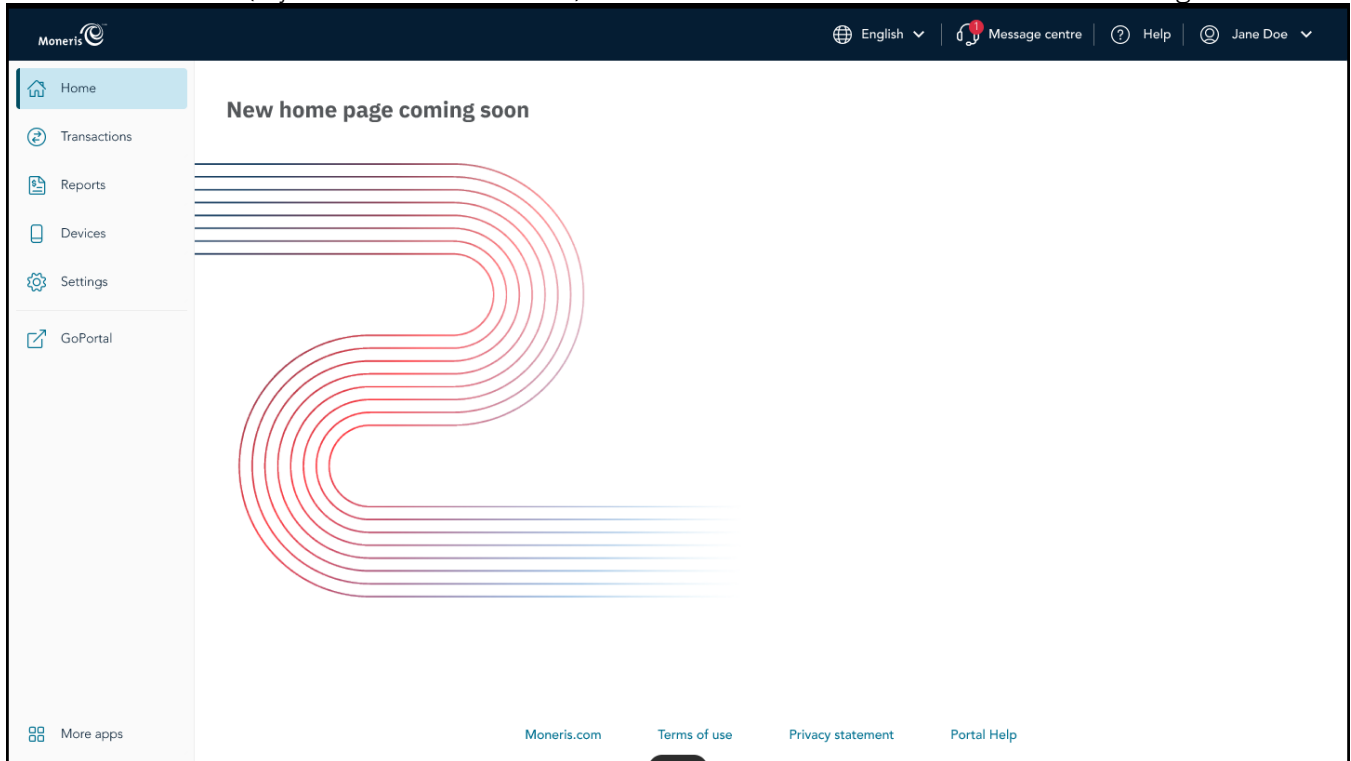 Moneris
English
1
Message centre
Help
Jane Doe
Home
Transactions
Reports
Devices
Settings
GoPortal
More apps
New home page coming soon
Moneris.com Terms of use Privacy statement Portal Help